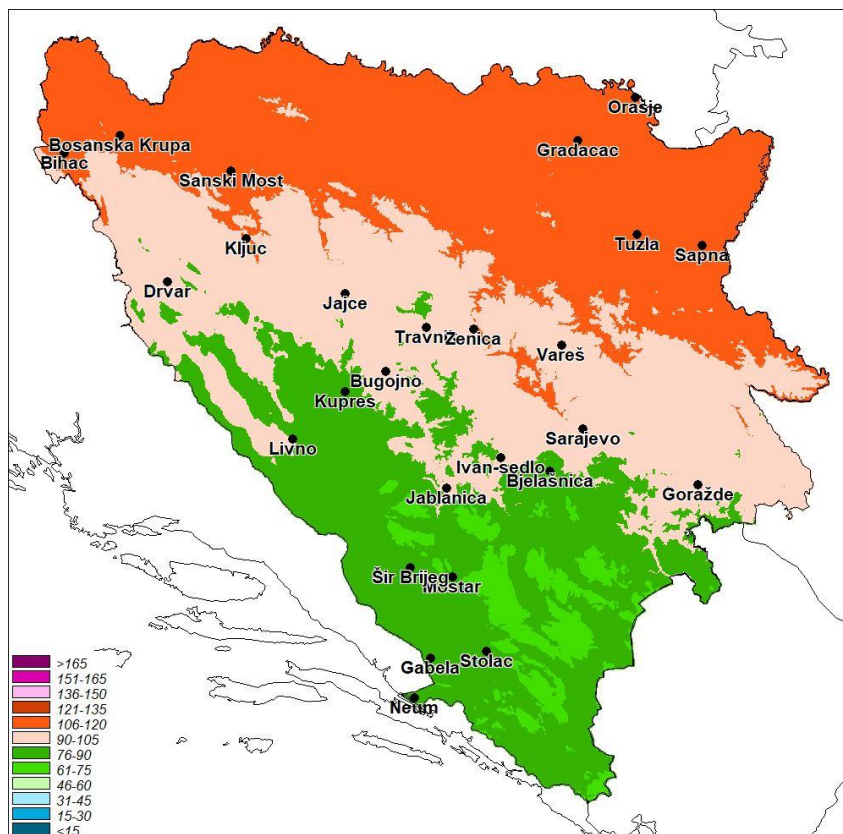 Orašje
Bosanska Krupa
Gradacac
Bihac
Sanski Most
Tuzla
Kljuc
Sapna
Drvar
Jajce
Travnik
Zenica
Vareš
Bugojno
Kupres
Sarajevo
Livno
Ivan-sedlo
Bjelašnica
Jablanica
Goražde
Šir Brijeg
Mostar
Stolac
Gabela
Neum
>165
151-165
136-150
121-135
106-120
90-105
76-90
61-75
46-60
31-45
15-30
<15